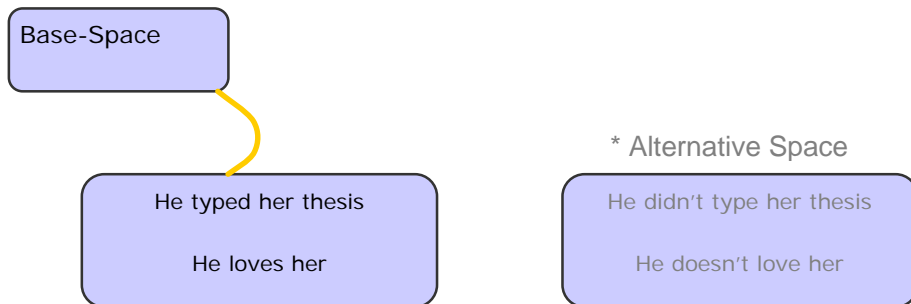 Base-Space
* Alternative Space
He typed her thesis
He didn't type her thesis
He loves her
He doesn't love her